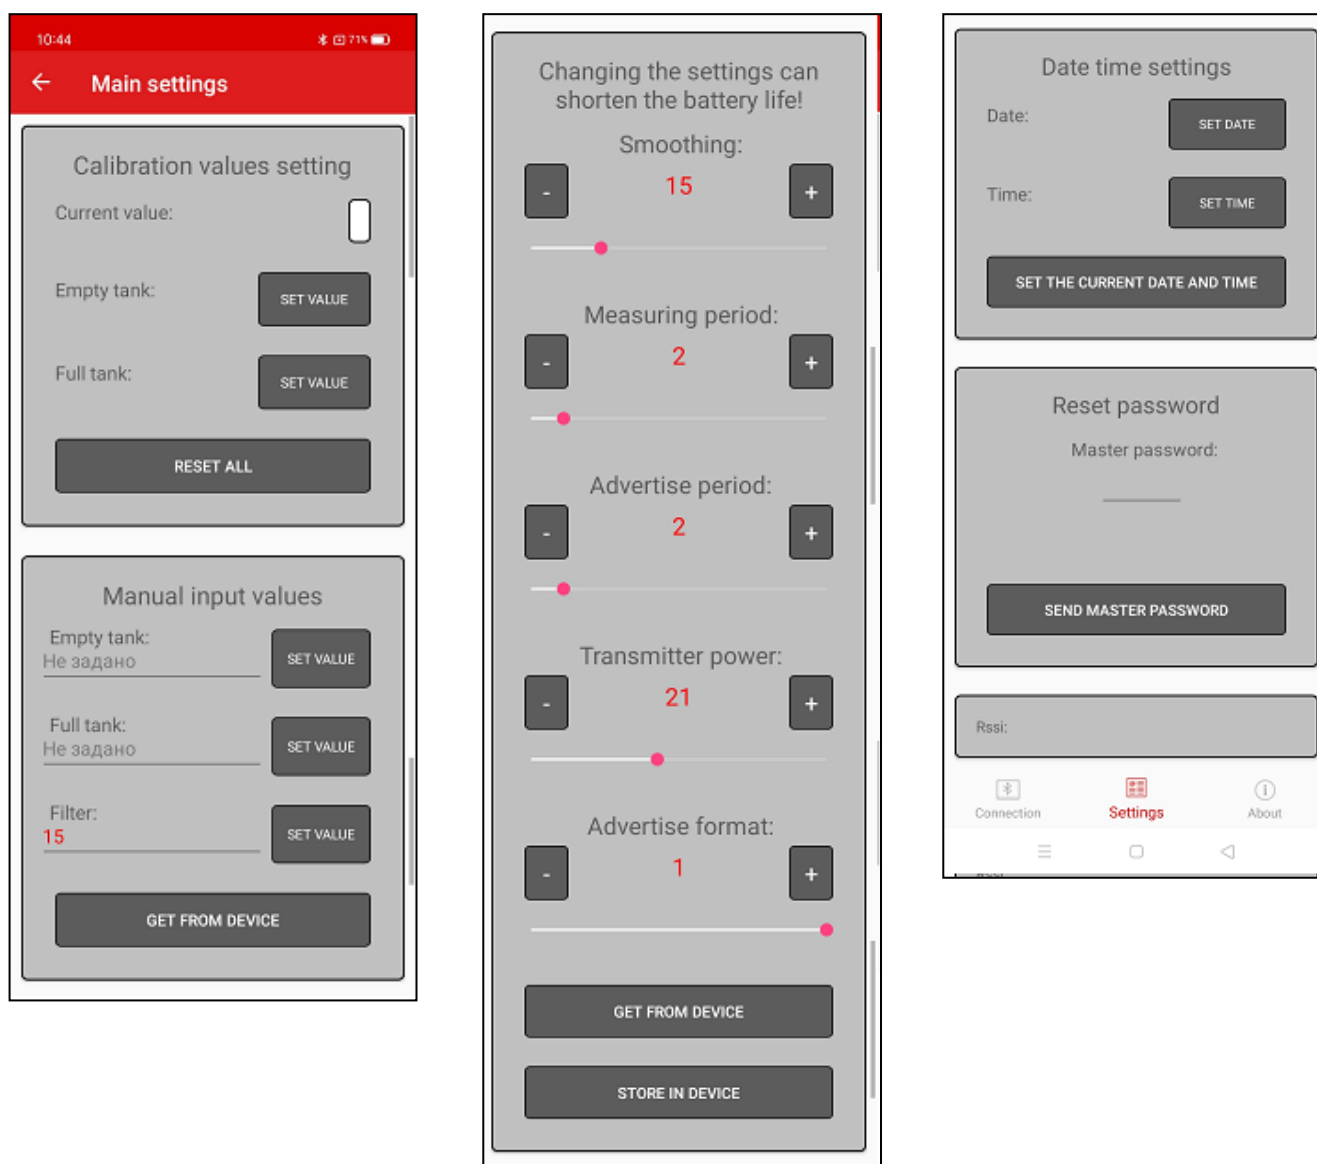 10:44
71%
Main settings
Calibration values setting
Current value:
Empty tank:
SET VALUE
Full tank:
SET VALUE
RESET ALL
Manual input values
Empty tank:
Не задано
SET VALUE
Full tank:
Не задано
SET VALUE
Filter:
15
SET VALUE
GET FROM DEVICE
Changing the settings can
shorten the battery life!
Smoothing:
- 15 +
Measuring period:
- 2 +
Advertise period:
- 2 +
Transmitter power:
- 21 +
Advertise format:
- 1 +
GET FROM DEVICE
STORE IN DEVICE
Date time settings
Date:
SET DATE
Time:
SET TIME
SET THE CURRENT DATE AND TIME
Reset password
Master password:
SEND MASTER PASSWORD
Rssi:
Connection
Settings
About